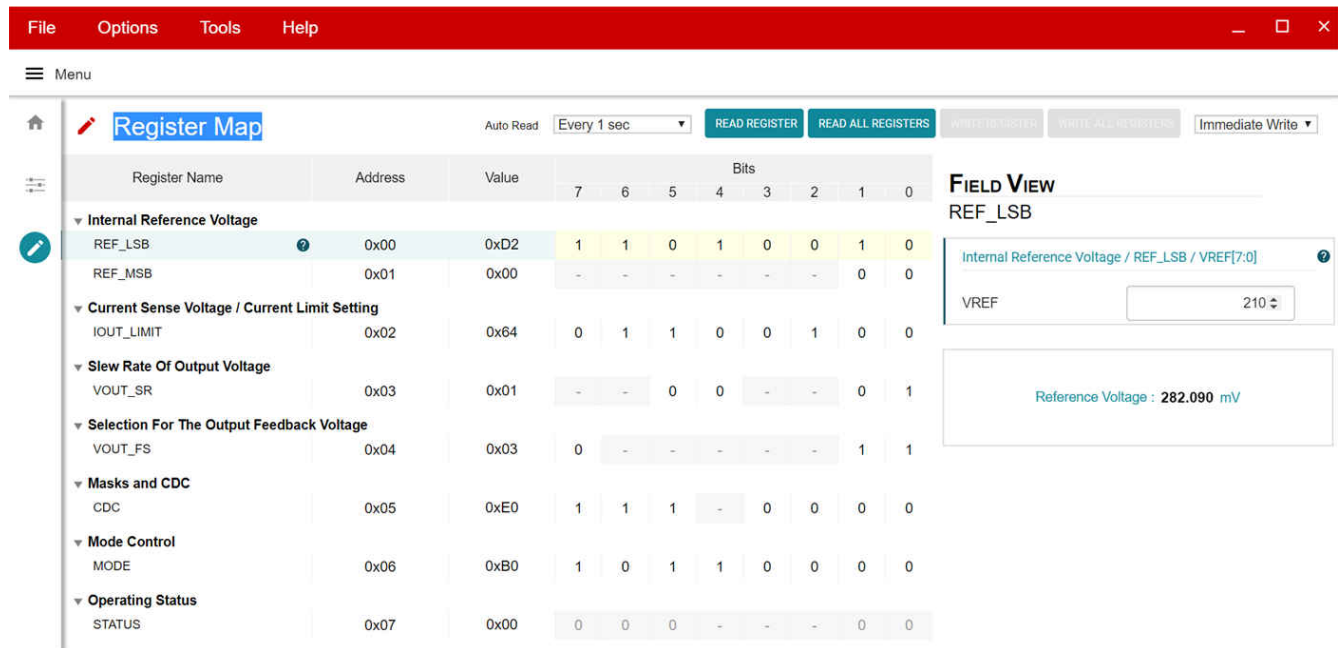 File Options Tools Help
Menu
Register Map
Auto Read Every 1 sec READ REGISTER READ ALL REGISTERS WRITE REGISTER WRITE ALL REGISTERS Immediate Write
Register Name Address Value Bits
7 6 5 4 3 2 1 0
Internal Reference Voltage
REF_LSB 0x00 0xD2 1 1 0 1 0 0 1 0
REF_MSB 0x01 0x00 - - - - - - 0 0
Current Sense Voltage / Current Limit Setting
IOUT_LIMIT 0x02 0x64 0 1 1 0 0 1 0 0
Slew Rate Of Output Voltage
VOUT_SR 0x03 0x01 - - 0 0 - - 0 1
Selection For The Output Feedback Voltage
VOUT_FS 0x04 0x03 0 - - - - - 1 1
Masks and CDC
CDC 0x05 0xE0 1 1 1 - 0 0 0 0
Mode Control
MODE 0x06 0xB0 1 0 1 1 0 0 0 0
Operating Status
STATUS 0x07 0x00 0 0 0 - - - 0 0
FIELD VIEW
REF_LSB
Internal Reference Voltage / REF_LSB / VREF[7:0]
VREF 210
Reference Voltage : 282.090 mV